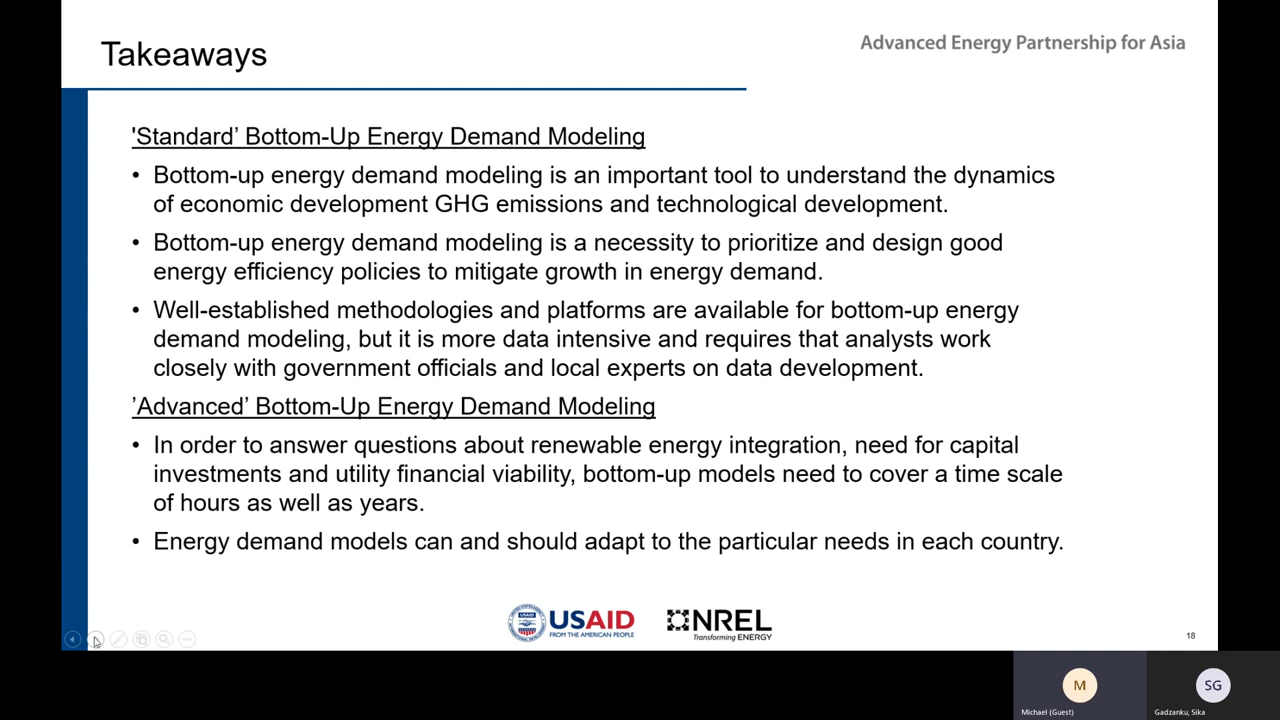 Takeaways
Advanced Energy Partnership for Asia
'Standard’ Bottom-Up Energy Demand Modeling
• Bottom-up energy demand modeling is an important tool to understand the dynamics
of economic development GHG emissions and technological development.
• Bottom-up energy demand modeling is a necessity to prioritize and design good
energy efficiency policies to mitigate growth in energy demand.
• Well-established methodologies and platforms are available for bottom-up energy
demand modeling, but it is more data intensive and requires that analysts work
closely with government officials and local experts on data development.
’Advanced’ Bottom-Up Energy Demand Modeling
• In order to answer questions about renewable energy integration, need for capital
investments and utility financial viability, bottom-up models need to cover a time scale
of hours as well as years.
• Energy demand models can and should adapt to the particular needs in each country.
USAID
FROM THE AMERICAN PEOPLE
NREL
Transforming ENERGY
18
M
Michael (Guest)
SG
Gadzanku, Sika